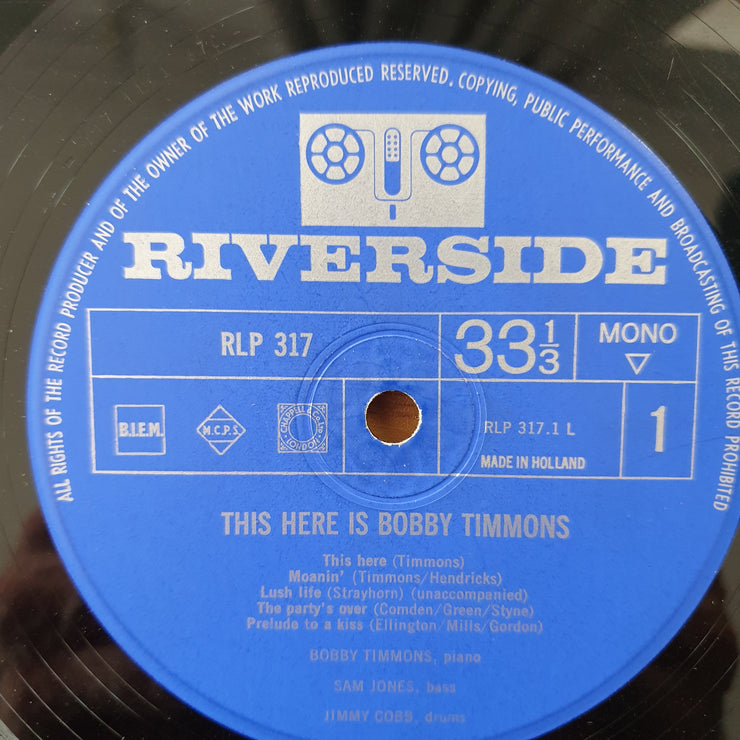 ALL RIGHTS OF THE RECORD PRODUCER AND OF THE OWNER OF THE WORK REPRODUCED RESERVED. COPYING, PUBLIC PERFORMANCE AND BROADCASTING OF THIS RECORD PROHIBITED
RIVERSIDE
RLP 317
33 1/3
MONO
B.I.E.M.
M.C.P.S.
CHAPPELL & Co. Ltd.
LONDON
RLP 317.1 L
MADE IN HOLLAND
1
THIS HERE IS BOBBY TIMMONS
This here (Timmons)
Moanin' (Timmons/Hendricks)
Lush life (Strayhorn) (unaccompanied)
The party's over (Comden/Green/Styne)
Prelude to a kiss (Ellington/Mills/Gordon)
BOBBY TIMMONS, piano
SAM JONES, bass
JIMMY COBB, drums